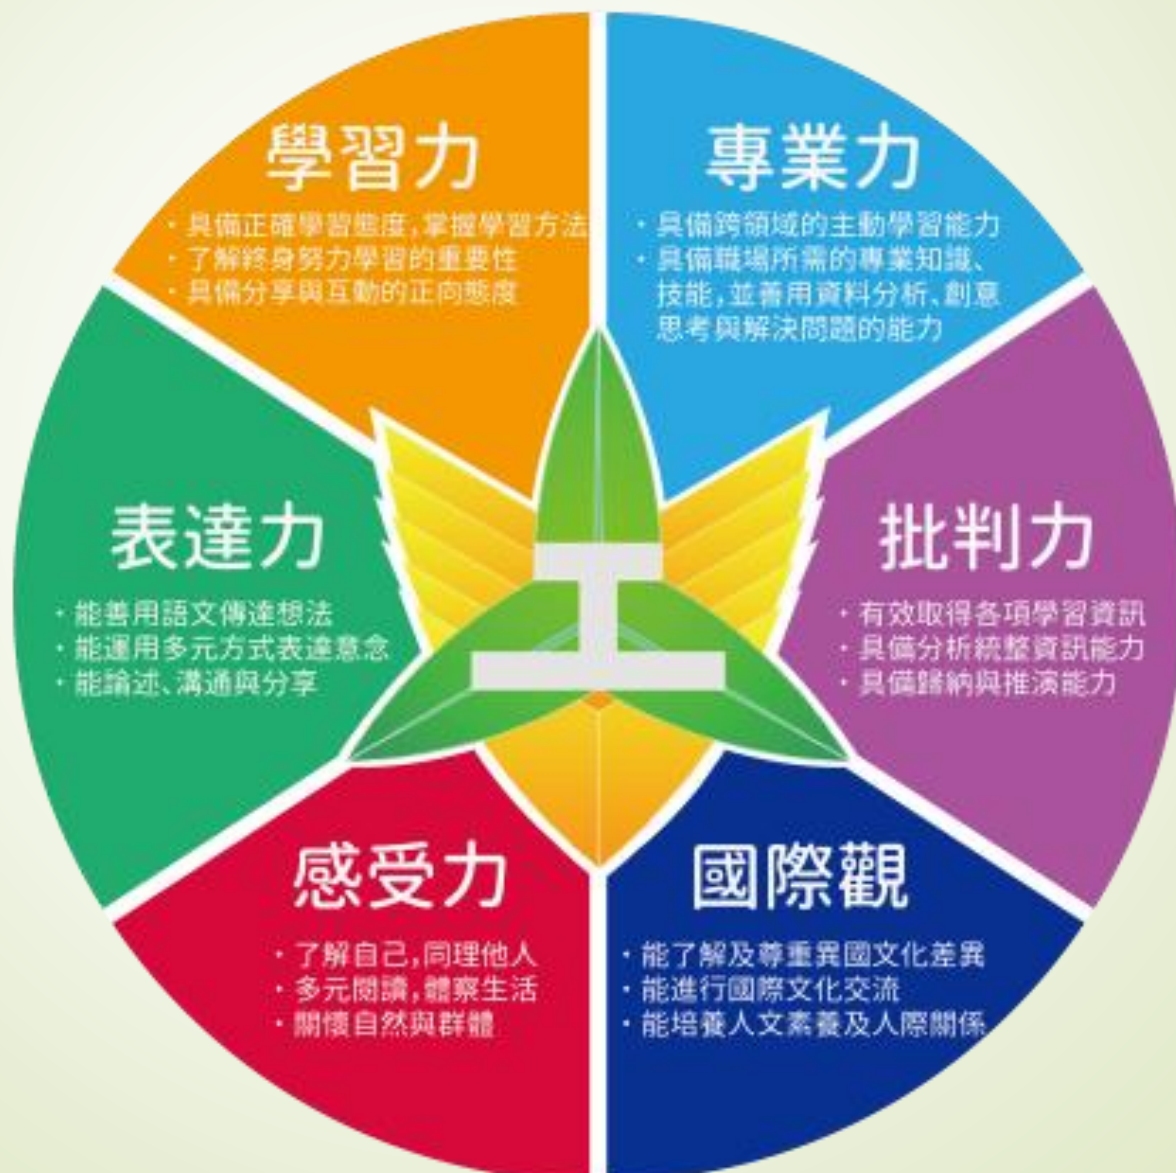 學習力
・具備正確學習態度,掌握學習方法
・了解終身努力學習的重要性
・具備分享與互動的正向態度
專業力
・具備跨領域的主動學習能力
・具備職場所需的專業知識、
技能,並善用資料分析、創意
思考與解決問題的能力
表達力
・能善用語文傳達想法
・能運用多元方式表達意念
・能論述、溝通與分享
批判力
・有效取得各項學習資訊
・具備分析統整資訊能力
・具備歸納與推演能力
工
感受力
・了解自己,同理他人
・多元閱讀,體察生活
・關懷自然與群體
國際觀
・能了解及尊重異國文化差異
・能進行國際文化交流
・能培養人文素養及人際關係